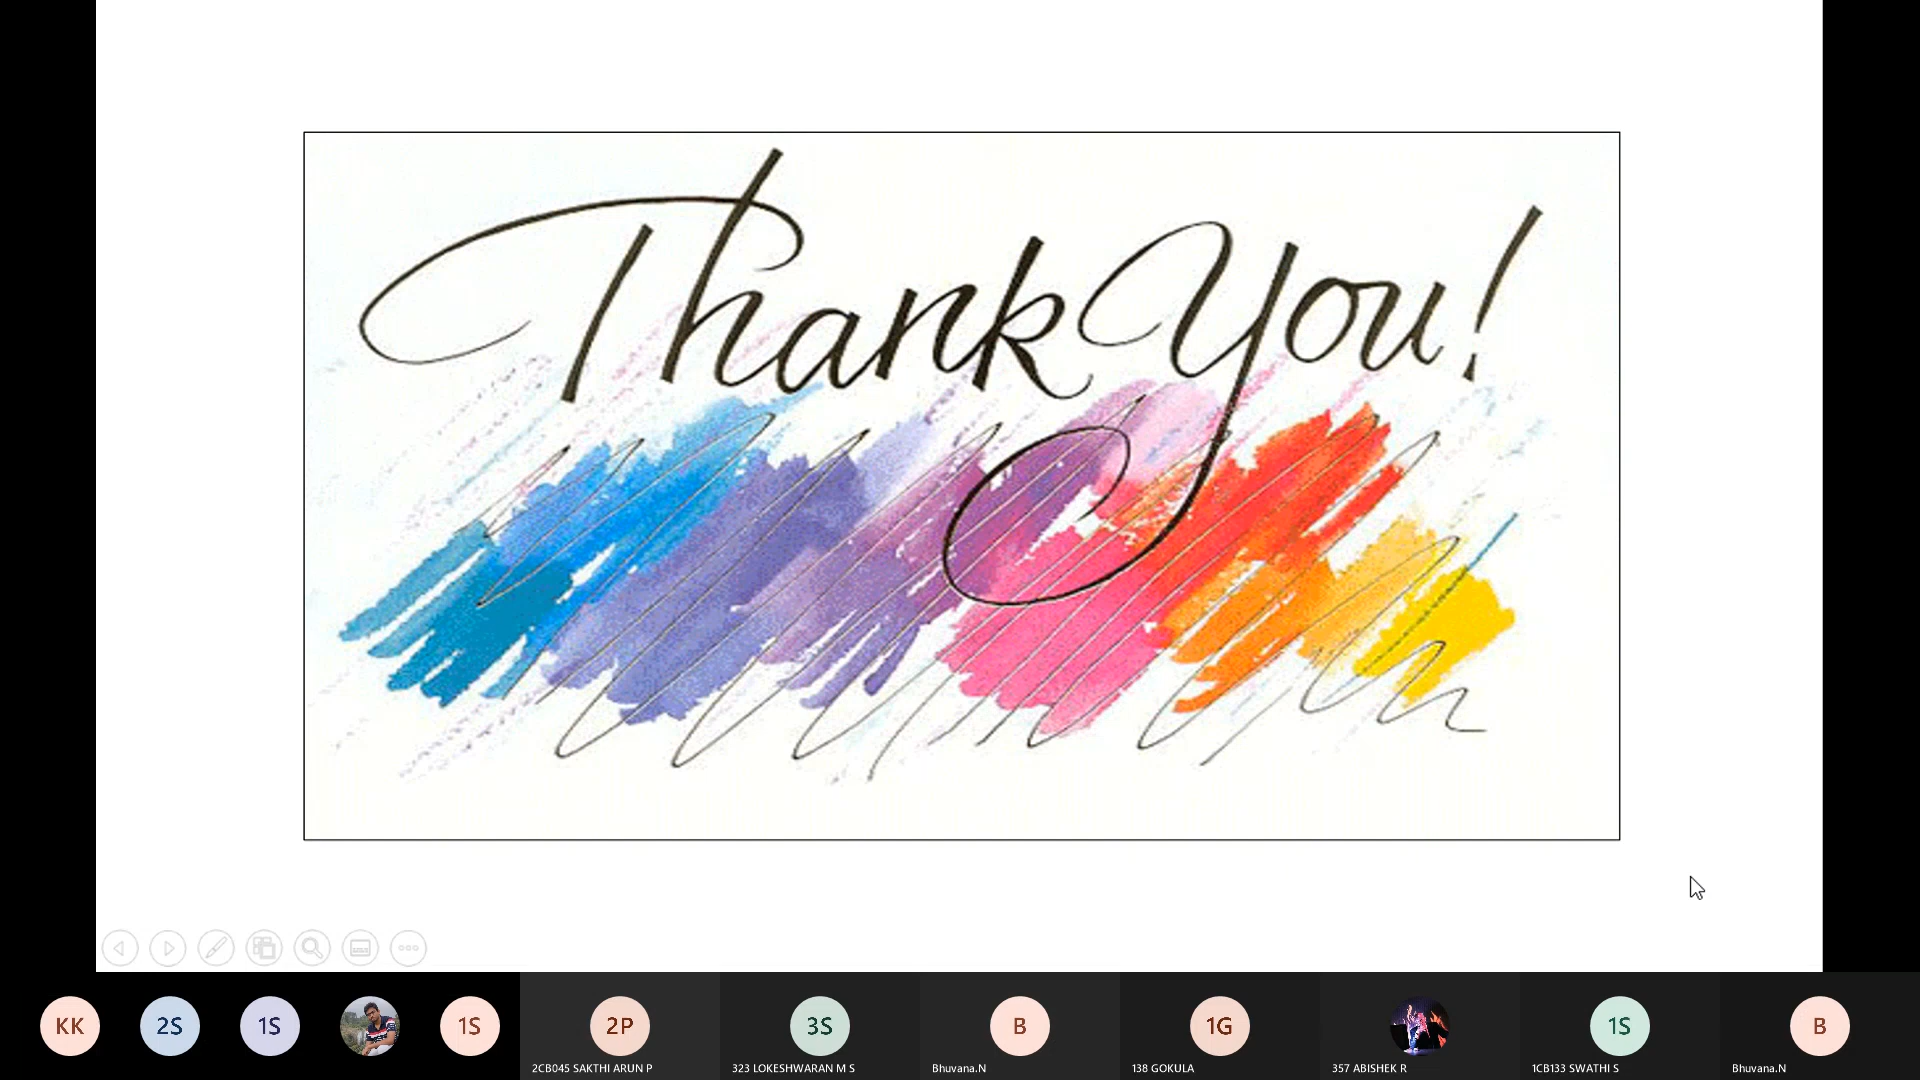 Thank You!
KK
2S
1S
1S
2P
3S
B
1G
1S
B
2CB045 SAKTHI ARUN P
323 LOKESHWARAN M S
Bhuvana.N
138 GOKULA
357 ABISHEK R
1CB133 SWATHI S
Bhuvana.N